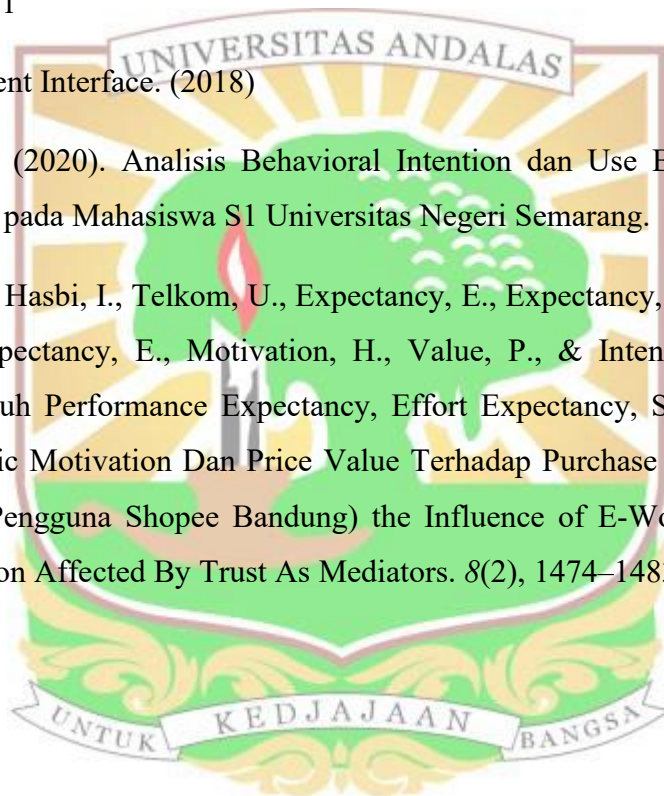 UNIVERSITAS ANDALAS
ent Interface. (2018)
(2020). Analisis Behavioral Intention dan Use
pada Mahasiswa S1 Universitas Negeri Semarang.
Hasbi, I., Telkom, U., Expectancy, E., Expectancy,
pectancy, E., Motivation, H., Value, P., & Inten
uh Performance Expectancy, Effort Expectancy, S
ic Motivation Dan Price Value Terhadap Purchase
Pengguna Shopee Bandung) the Influence of E-Wo
on Affected By Trust As Mediators. 8(2), 1474–148
UNTUK KEDJAJAAN BANGSA